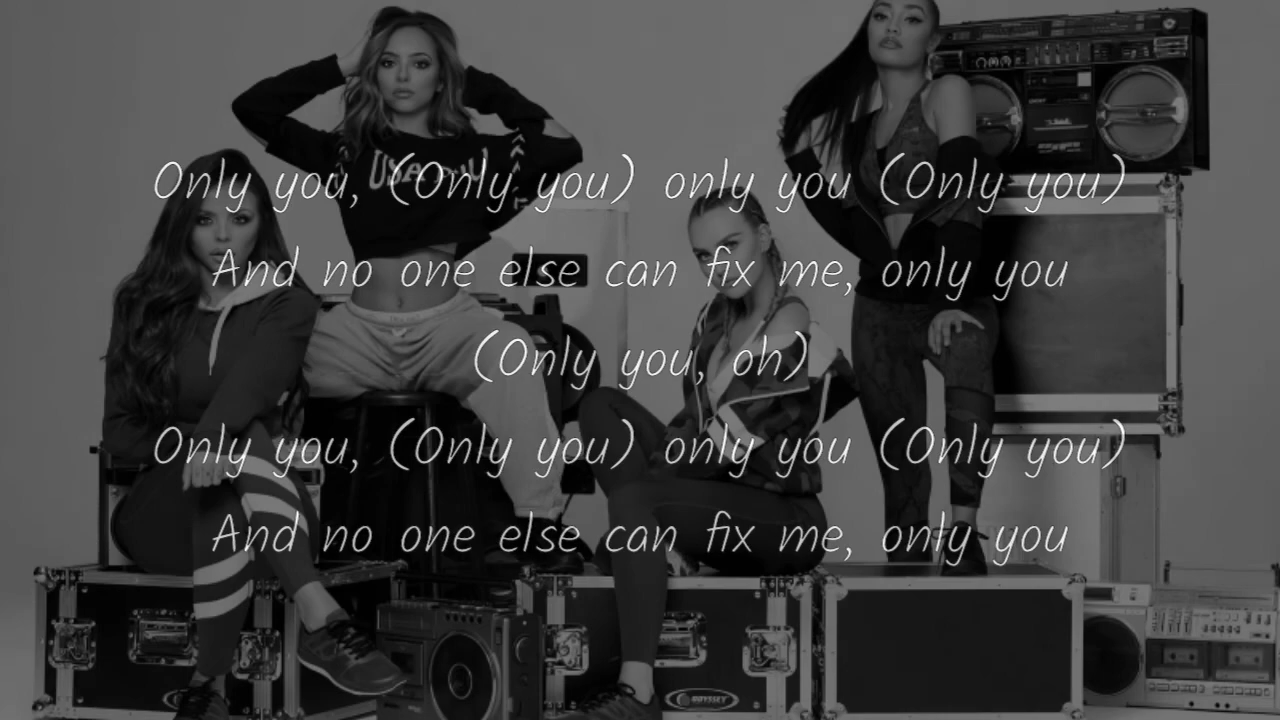 Only you, (Only you) only you (Only you)
And no one else can fix me, only you
(Only you, oh)
Only you, (Only you) only you (Only you)
And no one else can fix me, only you
ODYSSEY